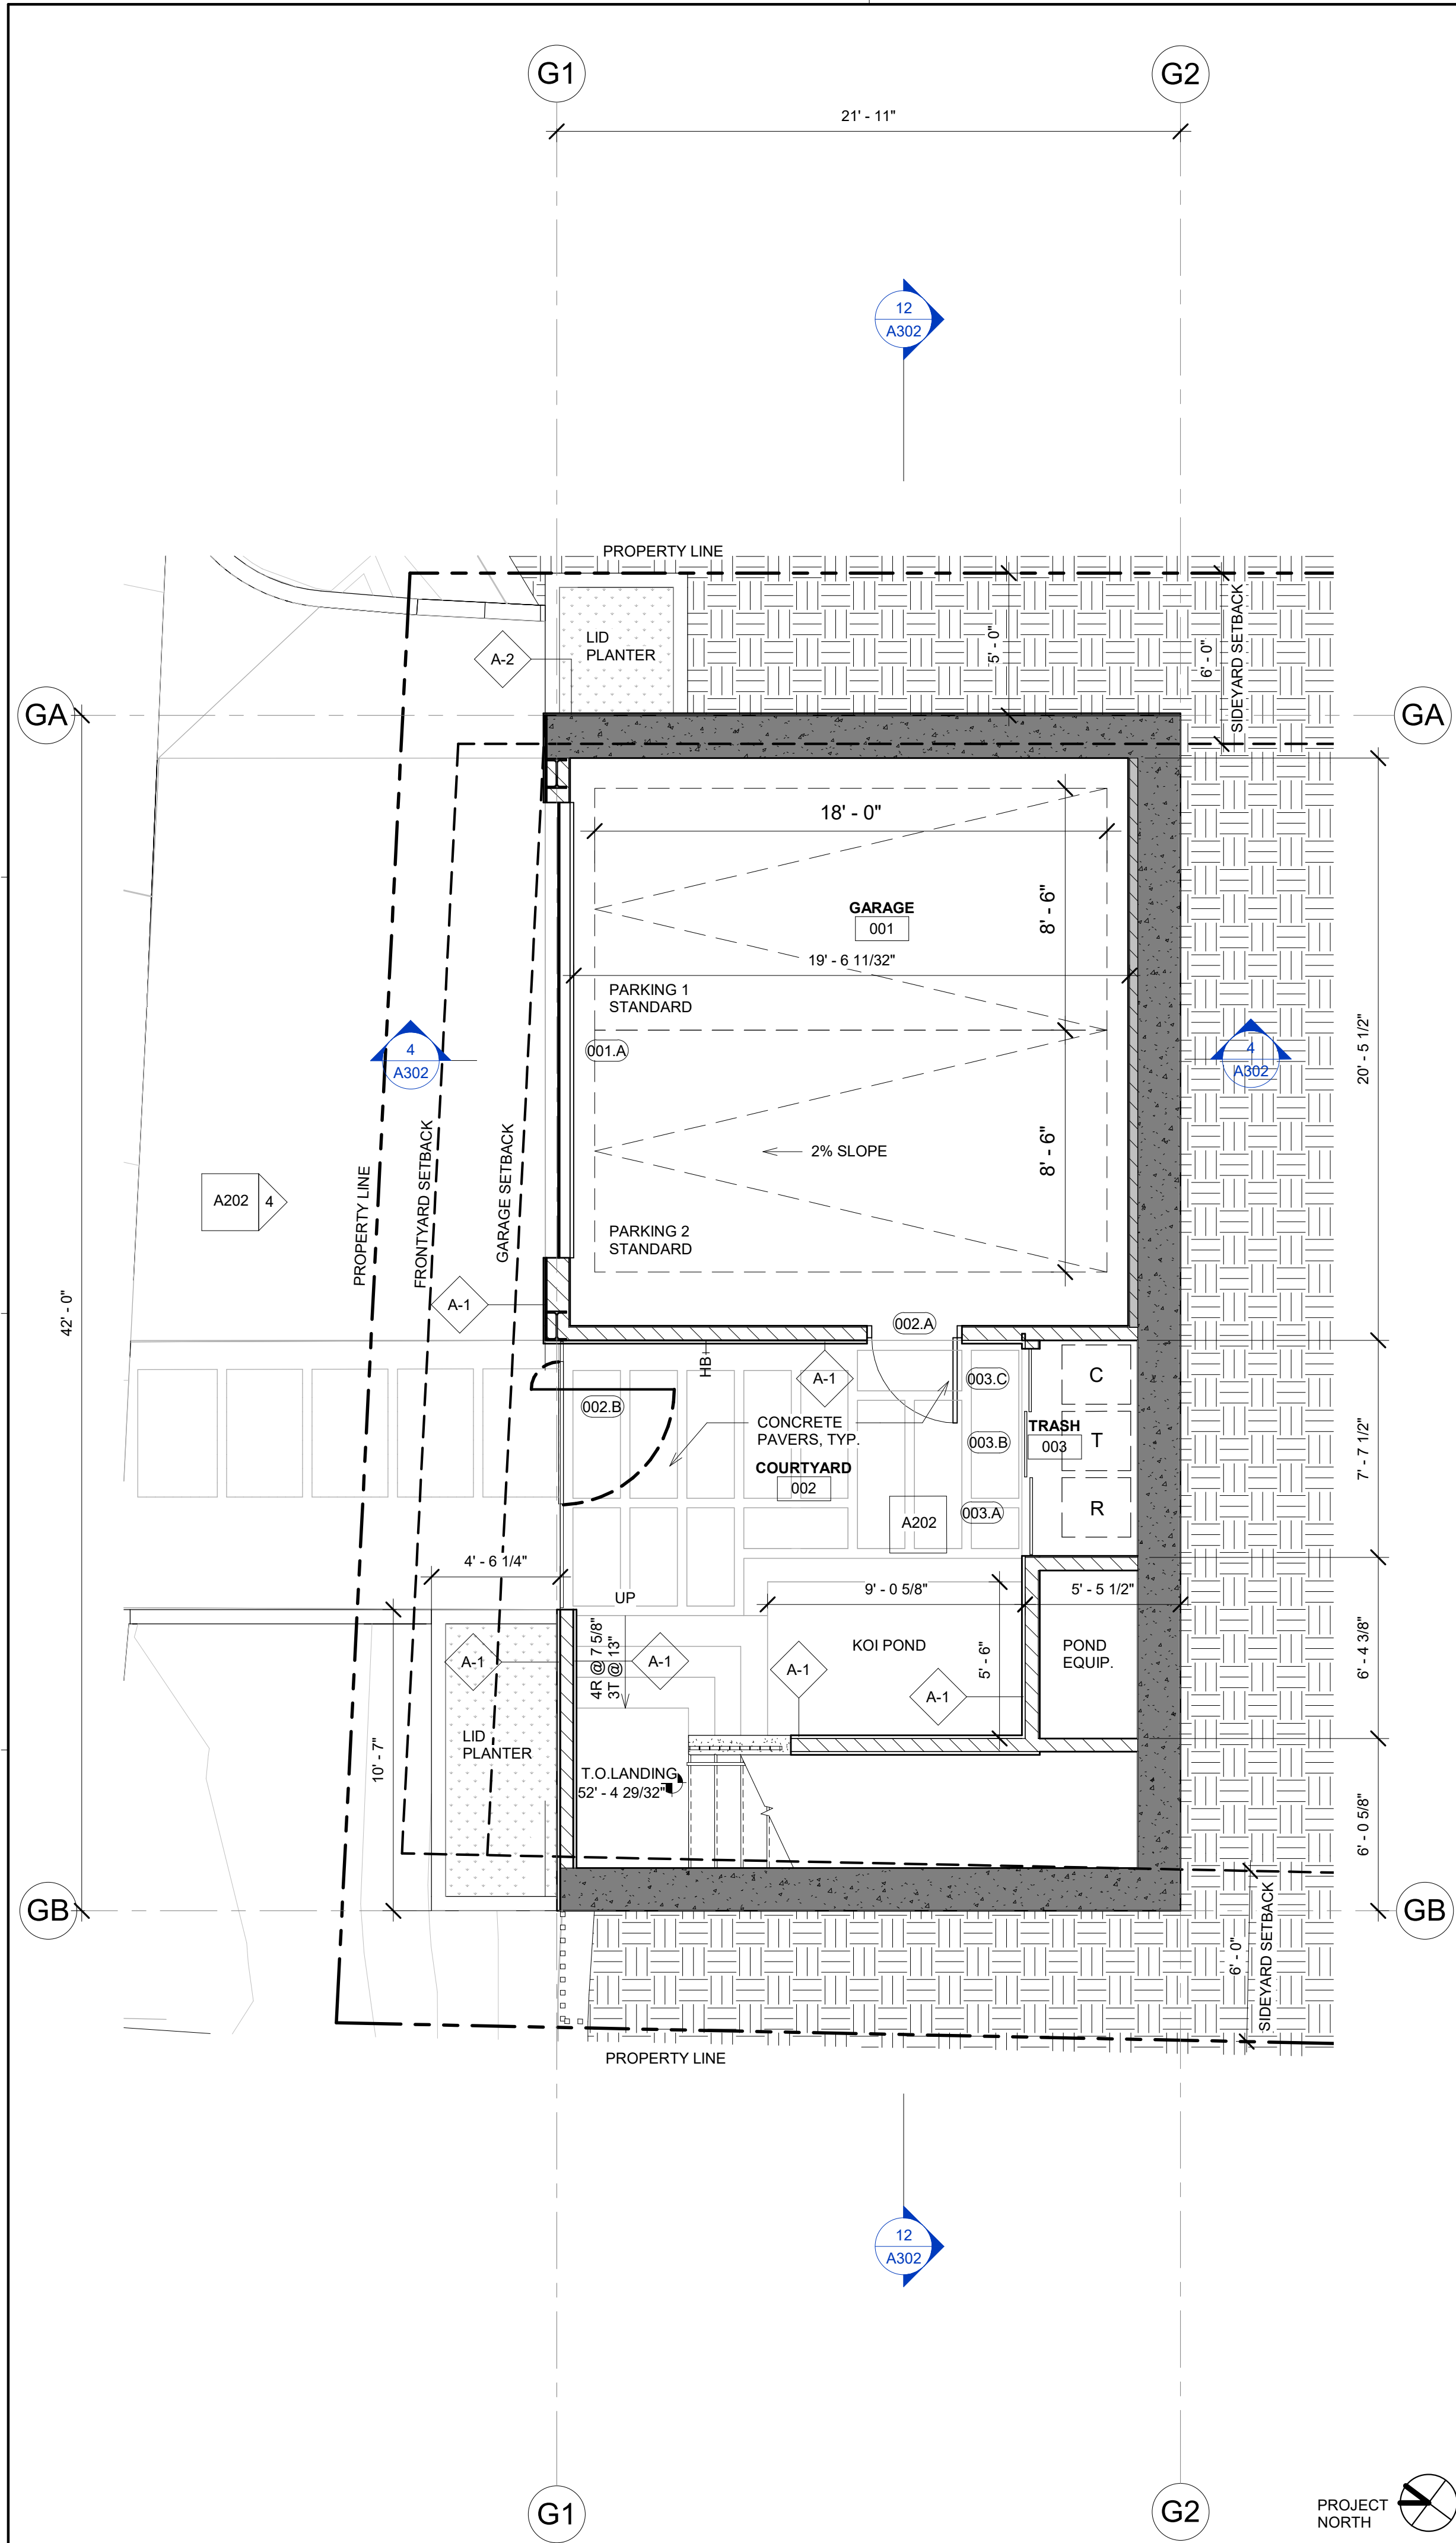 G1
G2
21' - 11"
12
A302
PROPERTY LINE
LID
PLANTER
A-2
5' - 0"
6' - 0"
SIDEYARD SETBACK
GA
GA
18' - 0"
8' - 6"
GARAGE
001
19' - 6 11/32"
PARKING 1
STANDARD
001.A
4
A302
4
A302
20' - 5 1/2"
8' - 6"
2% SLOPE
PROPERTY LINE
FRONTYARD SETBACK
GARAGE SETBACK
A202
4
PARKING 2
STANDARD
A-1
42' - 0"
002.A
HB
A-1
003.C
C
002.B
CONCRETE
PAVERS, TYP.
003.B
TRASH
003
T
COURTYARD
002
7' - 7 1/2"
A202
003.A
R
4' - 6 1/4"
UP
9' - 0 5/8"
5' - 5 1/2"
4R @ 7 5/8"
3T @ 13"
A-1
A-1
A-1
KOI POND
5' - 6"
A-1
POND
EQUIP.
6' - 4 3/8"
10' - 7"
LID
PLANTER
T.O.LANDING
52' - 4 29/32"
6' - 0 5/8"
GB
GB
6' - 0"
SIDEYARD SETBACK
PROPERTY LINE
12
A302
G1
G2
PROJECT
NORTH